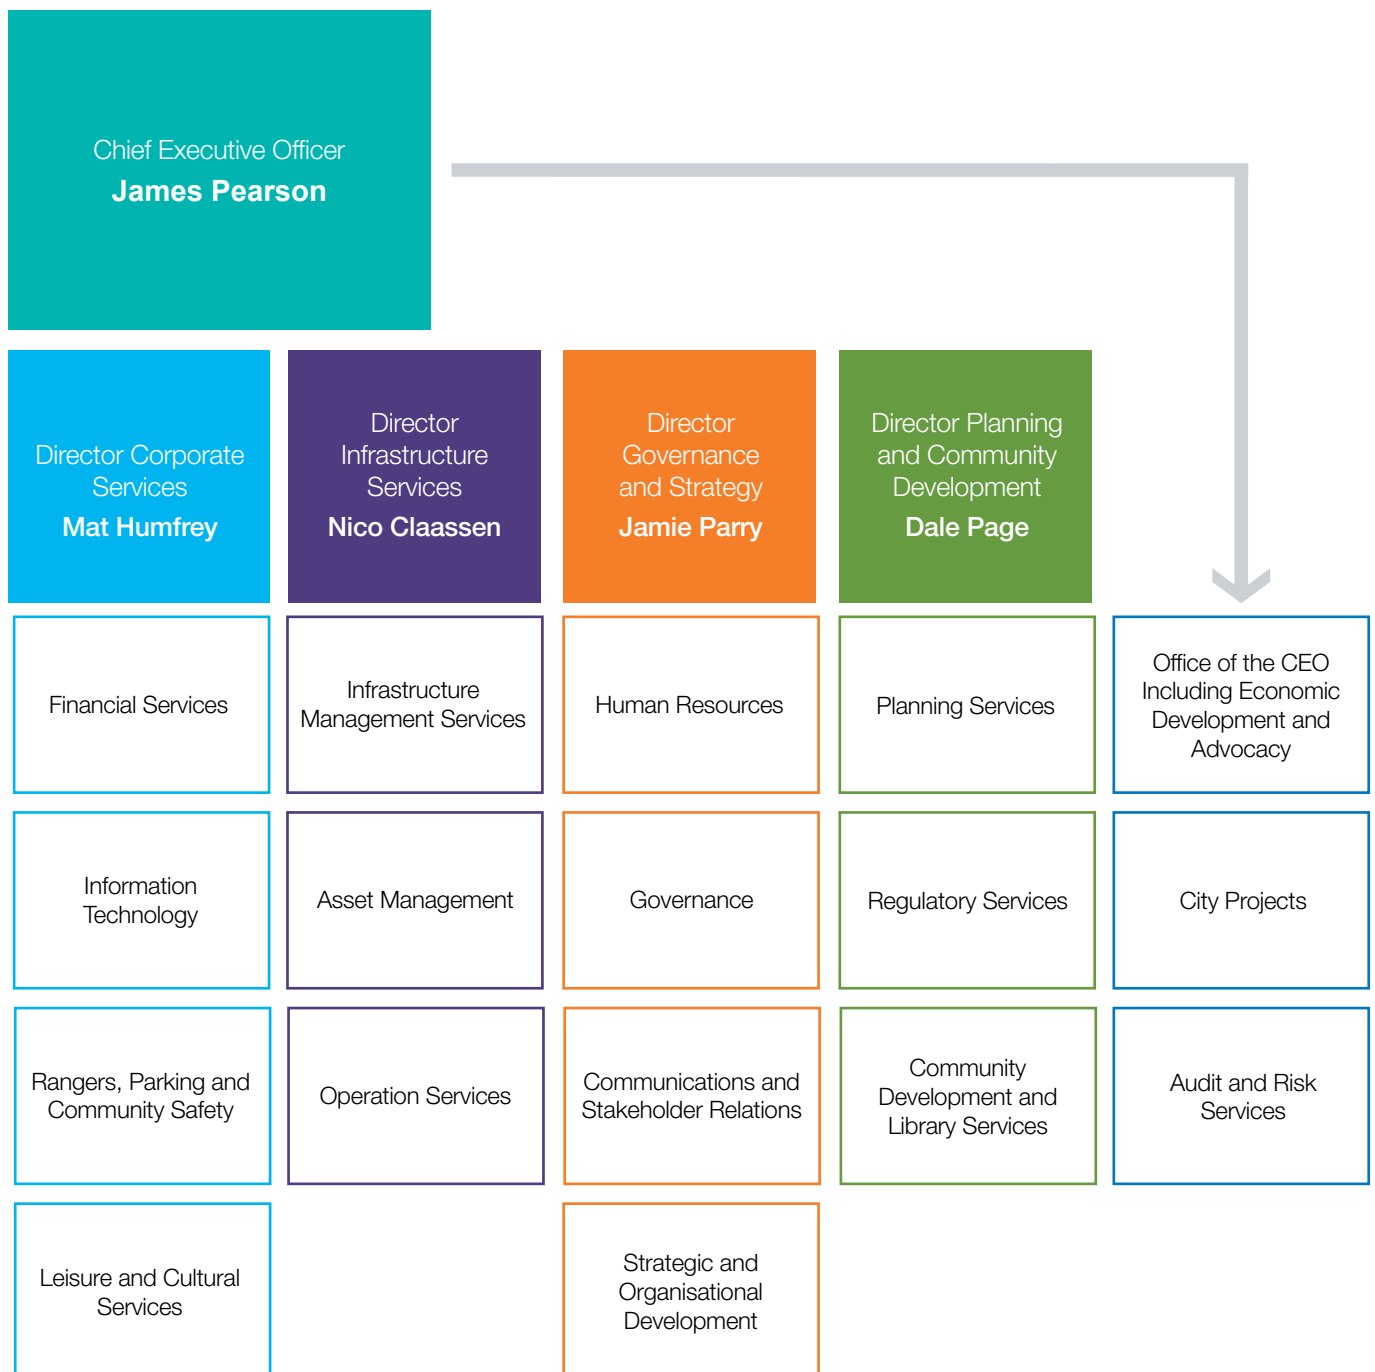 Chief Executive Officer
James Pearson
Director Corporate
Services
Mat Humfrey
Director
Infrastructure
Services
Nico Claassen
Director
Governance
and Strategy
Jamie Parry
Director Planning
and Community
Development
Dale Page
Financial Services
Infrastructure
Management Services
Human Resources
Planning Services
Office of the CEO
Including Economic
Development and
Advocacy
Information
Technology
Asset Management
Governance
Regulatory Services
City Projects
Rangers, Parking and
Community Safety
Operation Services
Communications and
Stakeholder Relations
Community
Development and
Library Services
Audit and Risk
Services
Leisure and Cultural
Services
Strategic and
Organisational
Development